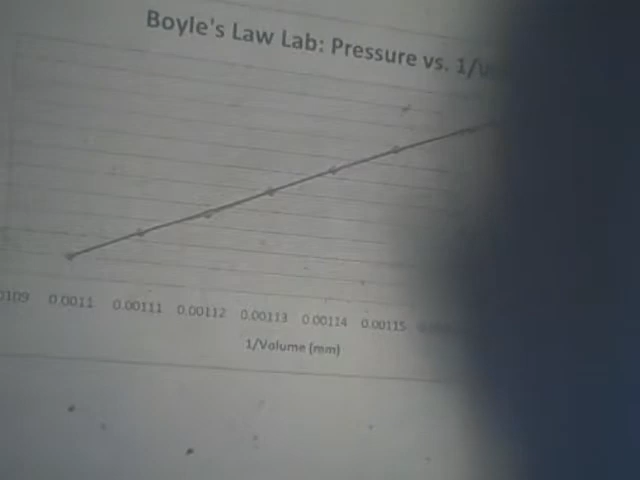 Boyle's Law Lab: Pressure vs. 1/
0.0011 0.00111 0.00112 0.00113 0.00114 0.00115
1/Volume (mm)